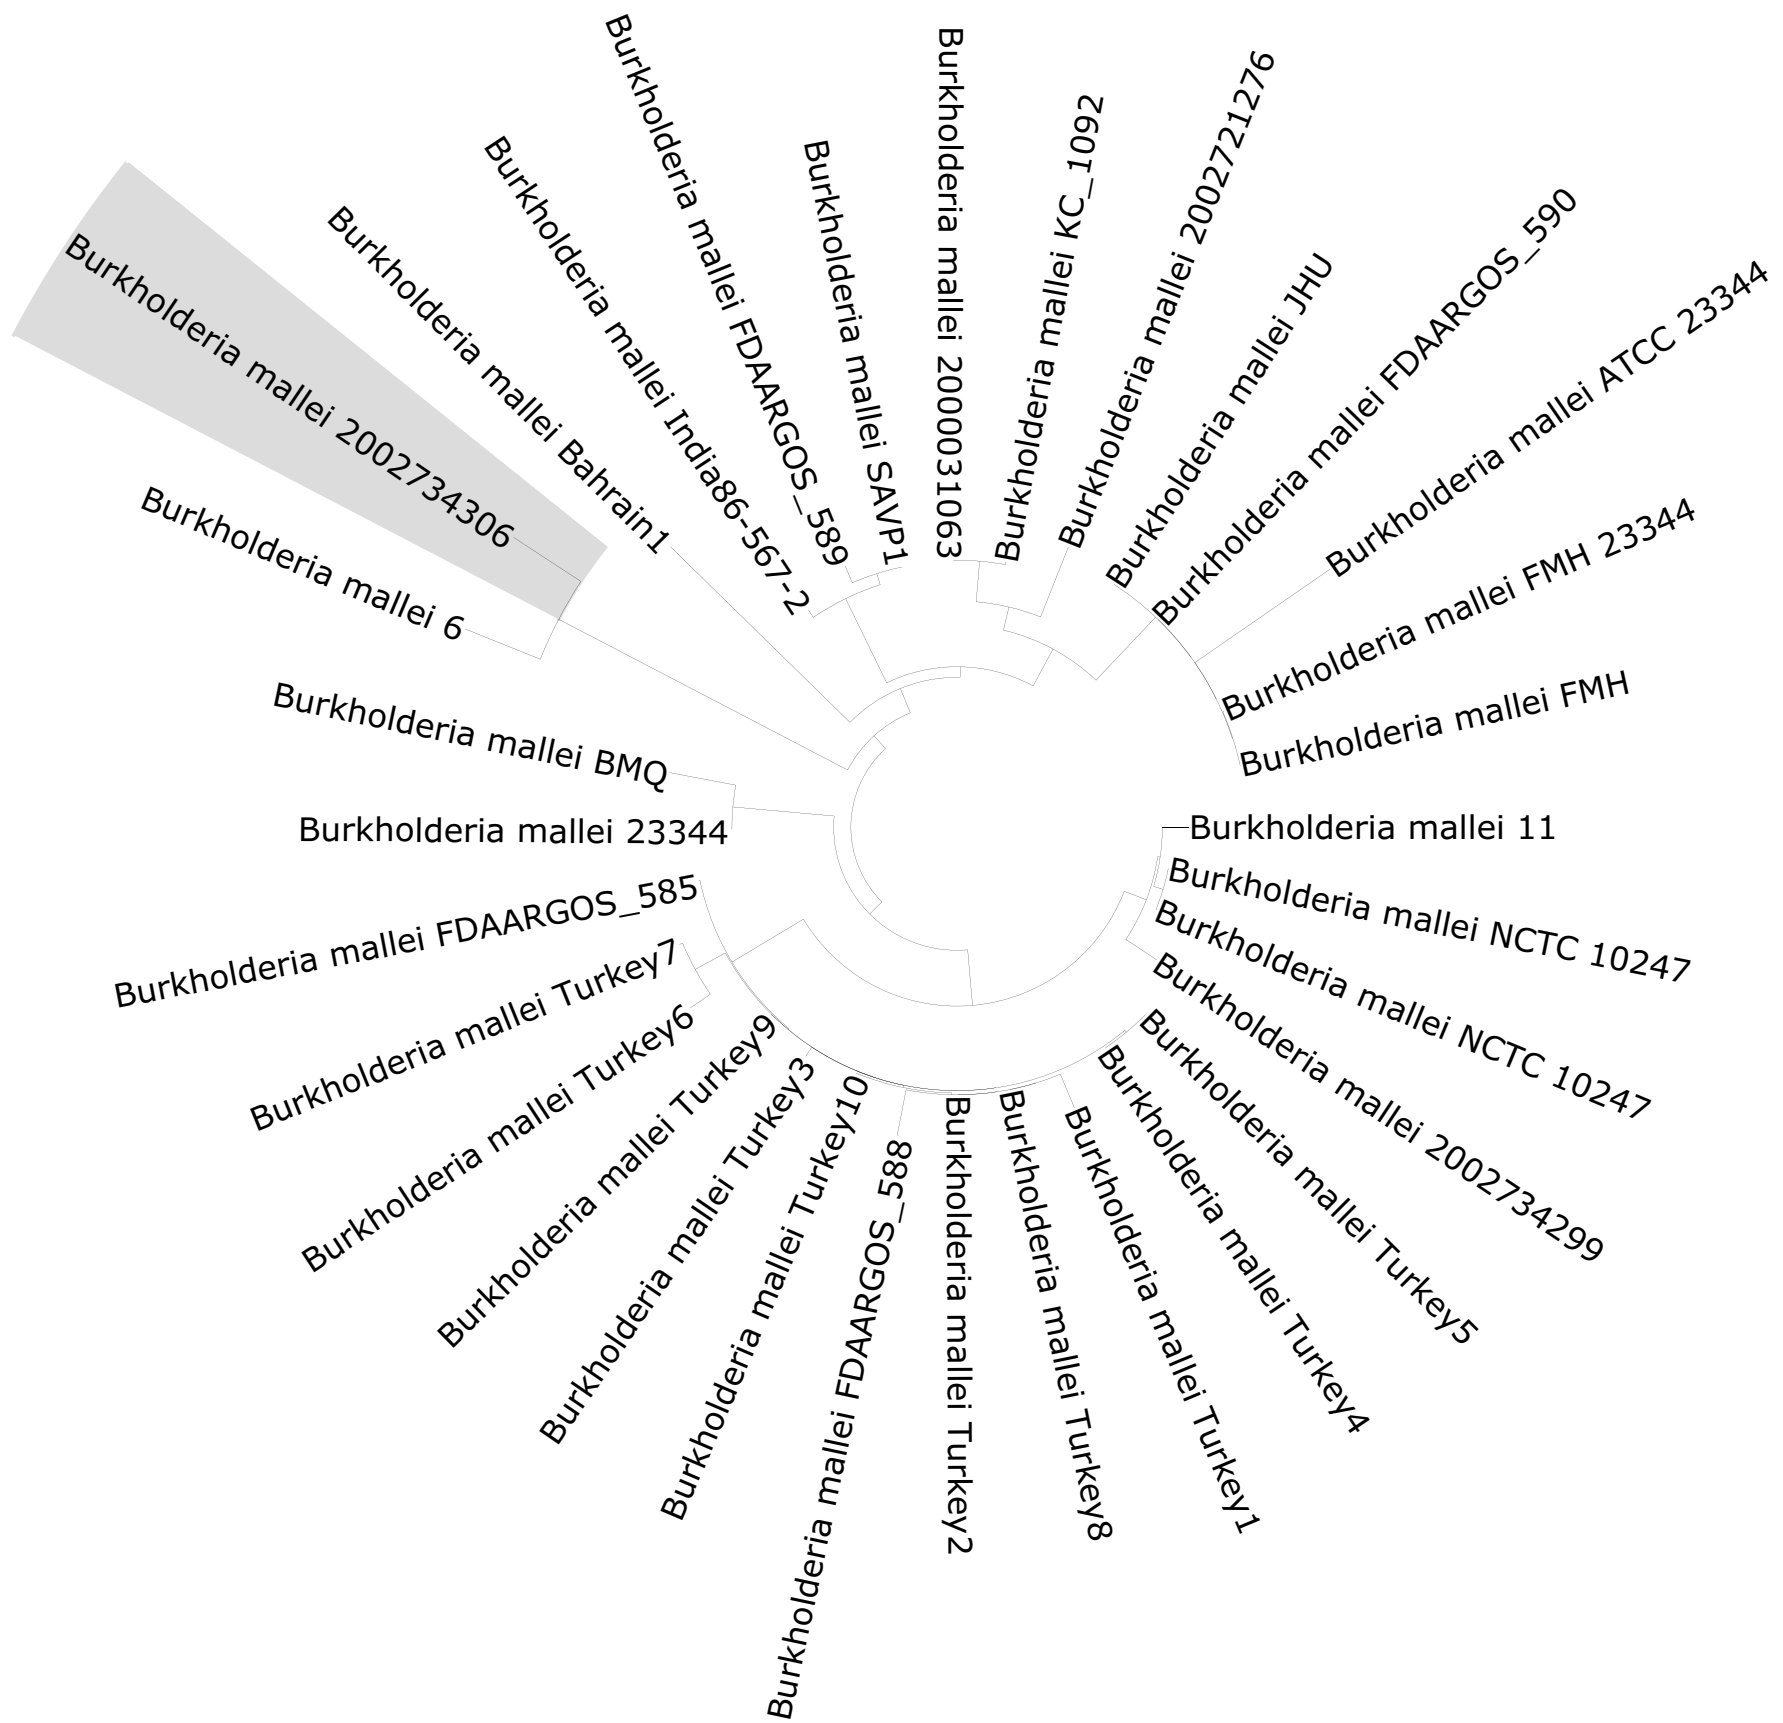 Burkholderia mallei 2000031063
Burkholderia mallei KC_1092
Burkholderia mallei 2002721276
Burkholderia mallei JHU
Burkholderia mallei FDAARGOS_590
Burkholderia mallei ATCC 23344
Burkholderia mallei FMH 23344
Burkholderia mallei FMH
Burkholderia mallei 11
Burkholderia mallei NCTC 10247
Burkholderia mallei NCTC 10247
Burkholderia mallei 2002734299
Burkholderia mallei Turkey5
Burkholderia mallei Turkey4
Burkholderia mallei Turkey1
Burkholderia mallei Turkey8
Burkholderia mallei Turkey2
Burkholderia mallei FDAARGOS_588
Burkholderia mallei Turkey10
Burkholderia mallei Turkey3
Burkholderia mallei Turkey9
Burkholderia mallei Turkey6
Burkholderia mallei Turkey7
Burkholderia mallei FDAARGOS_585
Burkholderia mallei 23344
Burkholderia mallei BMQ
Burkholderia mallei 6
Burkholderia mallei 2002734306
Burkholderia mallei Bahrain1
Burkholderia mallei India86-567-2
Burkholderia mallei FDAARGOS_589
Burkholderia mallei SAVP1